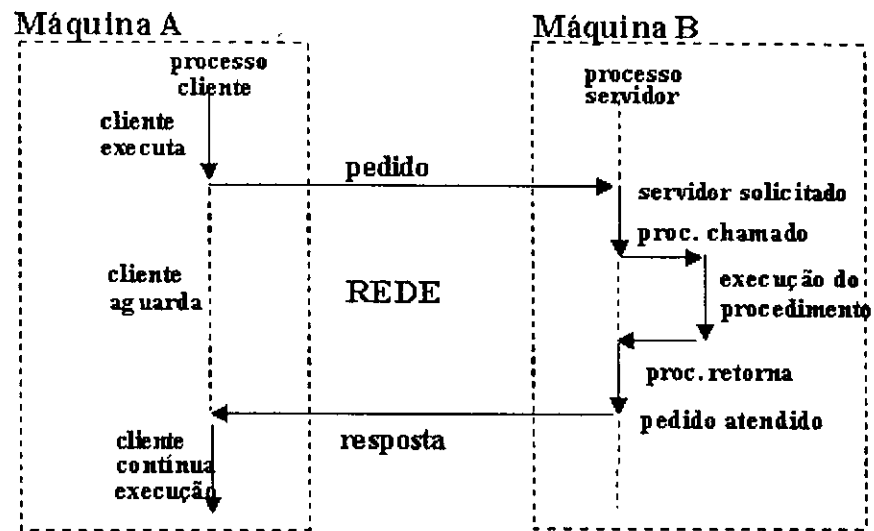 Máquina A
Máquina B
processo
cliente
processo
servidor
cliente
executa
pedido
servidor solicitado
proc. chamado
cliente
aguarda
REDE
execução do
procedimento
proc. retorna
pedido atendido
resposta
cliente
contínua
execução